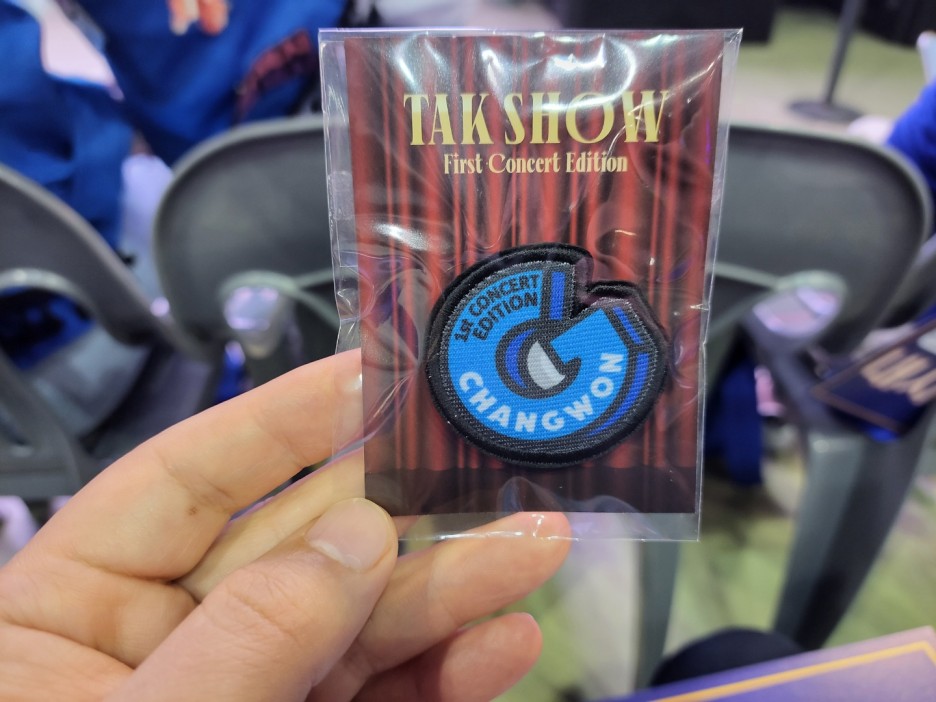 TAK SHOW
First Concert Edition
1st CONCERT
EDITION
CHANGWON